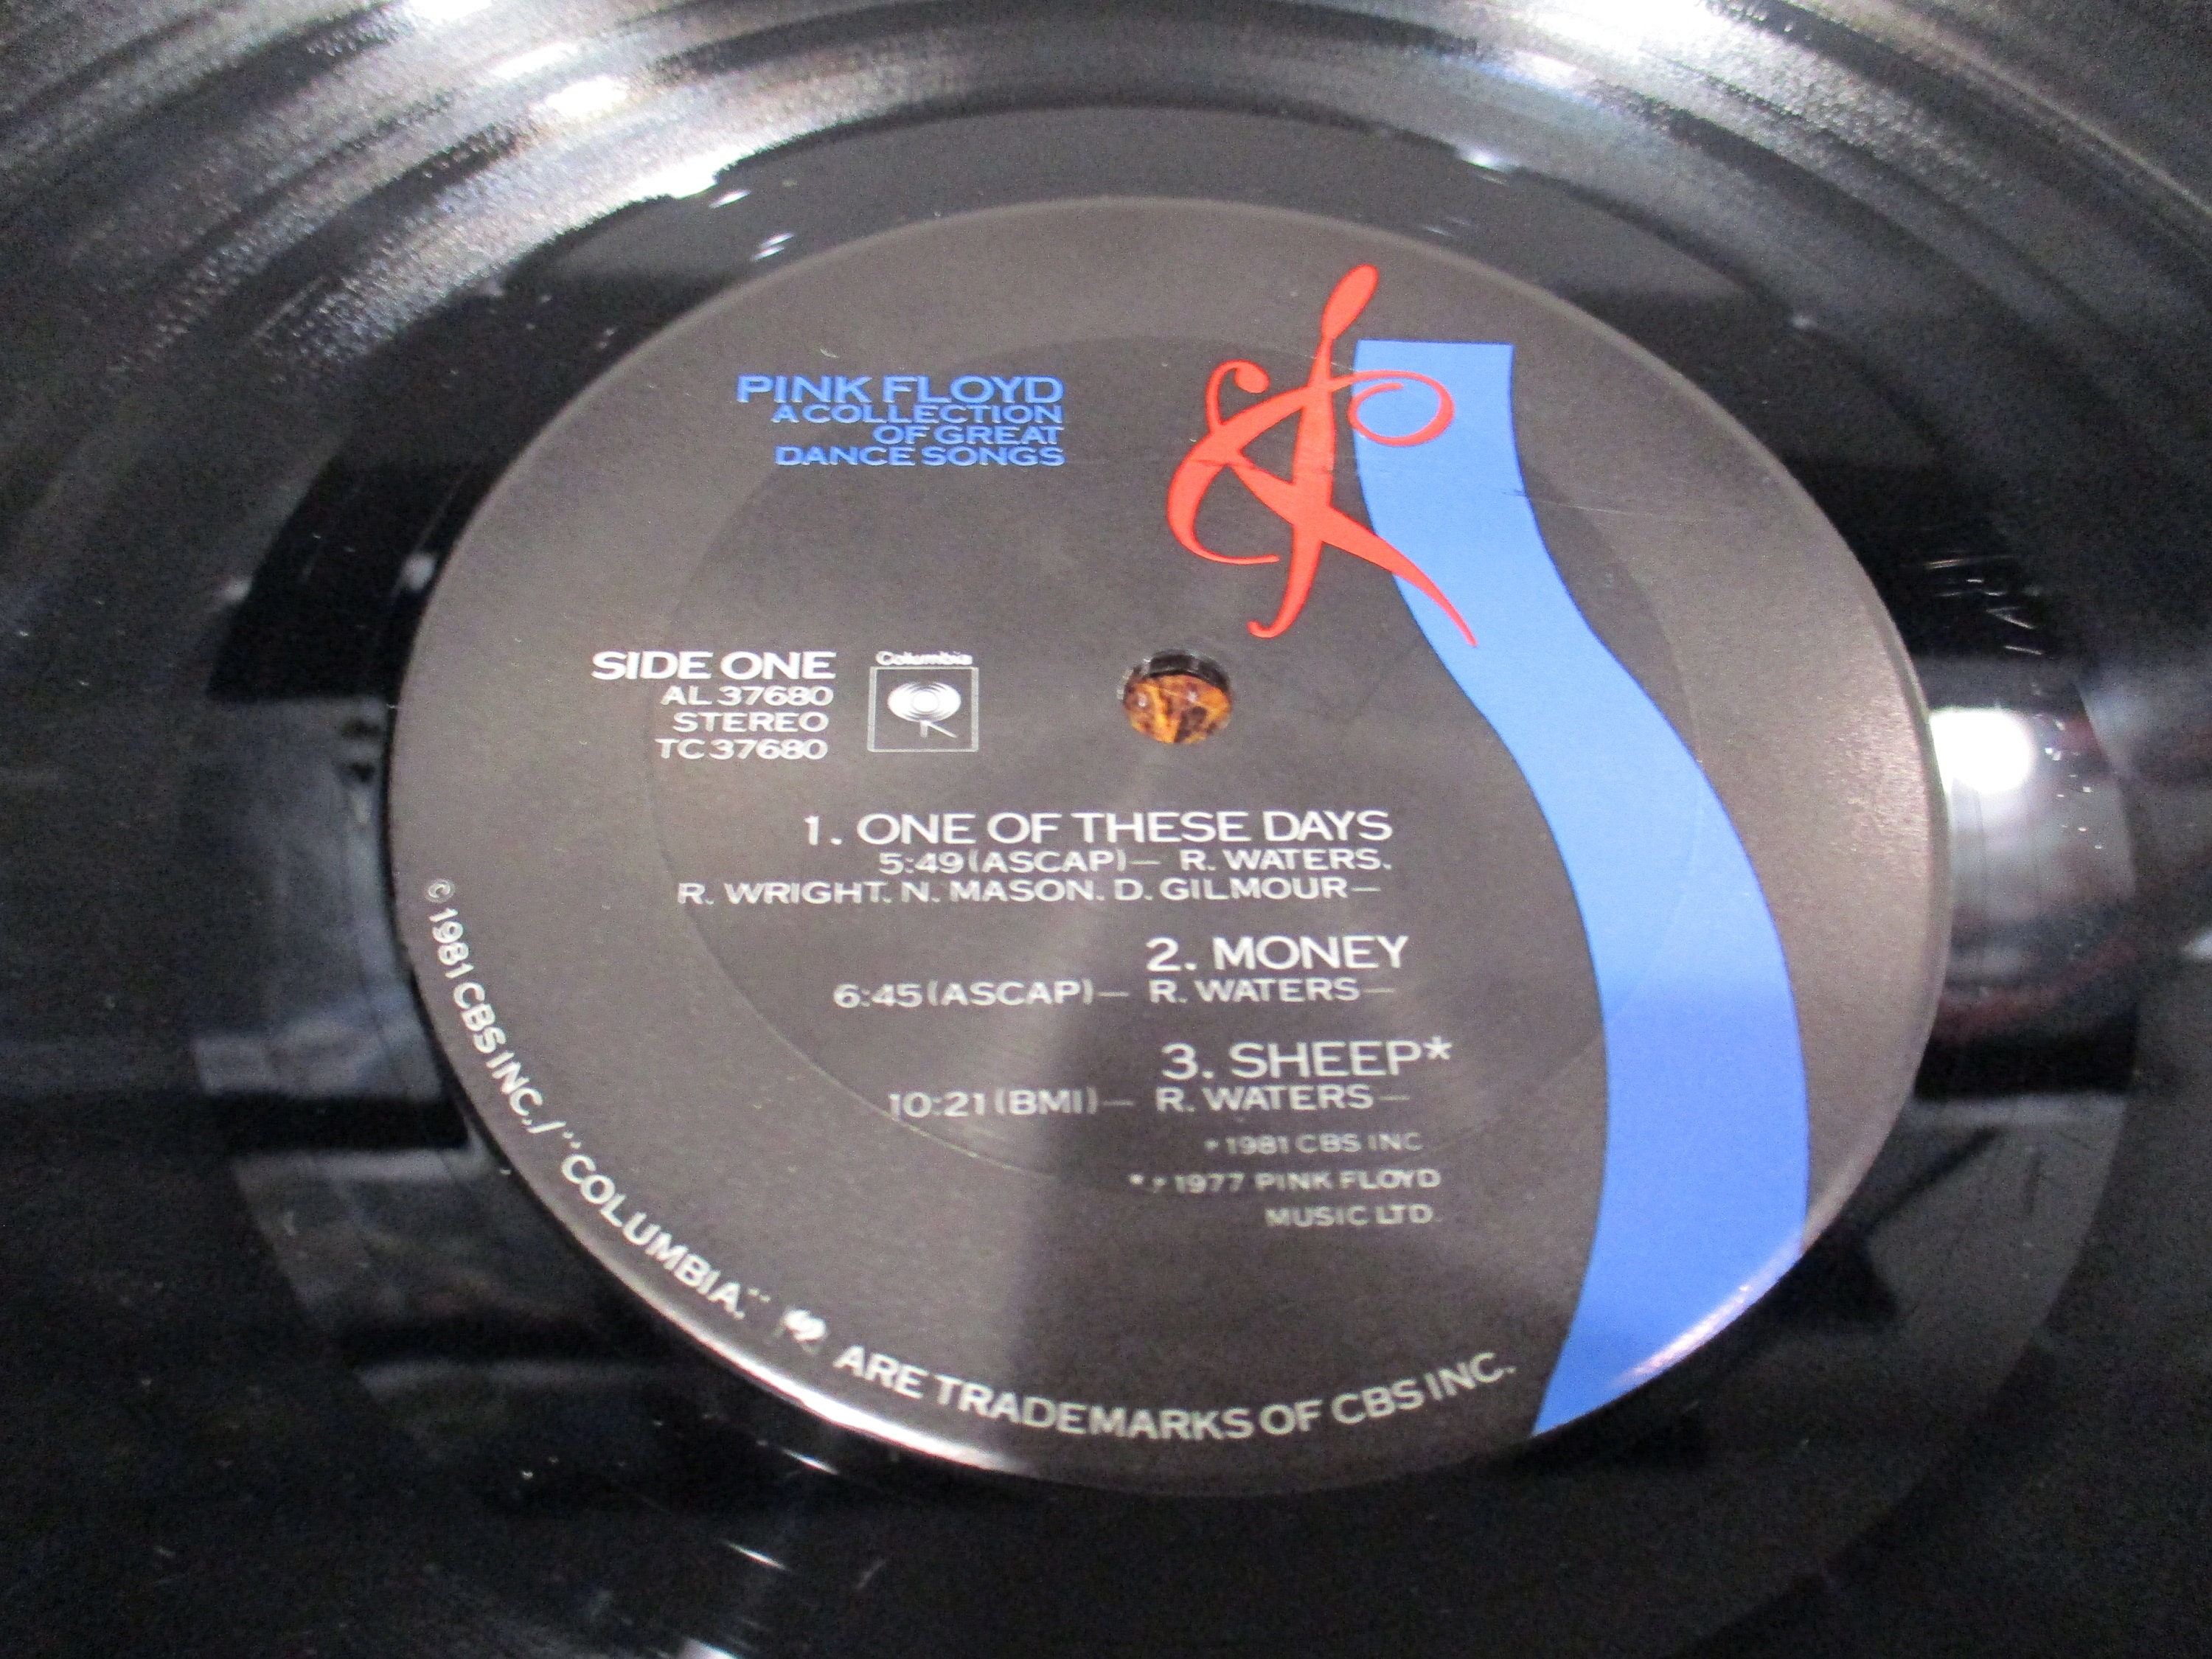 PINK FLOYD
A COLLECTION
OF GREAT
DANCE SONGS
SIDE ONE
AL 37680
STEREO
TC 37680
Columbia
1. ONE OF THESE DAYS
5:49 (ASCAP)— R. WATERS,
R. WRIGHT, N. MASON, D. GILMOUR—
2. MONEY
6:45 (ASCAP)— R. WATERS—
3. SHEEP*
10:21 (BMI)— R. WATERS—
1981 CBS INC
* 1977 PINK FLOYD
MUSIC LTD.
© 1981 CBS INC. / "COLUMBIA," ARE TRADEMARKS OF CBS INC.